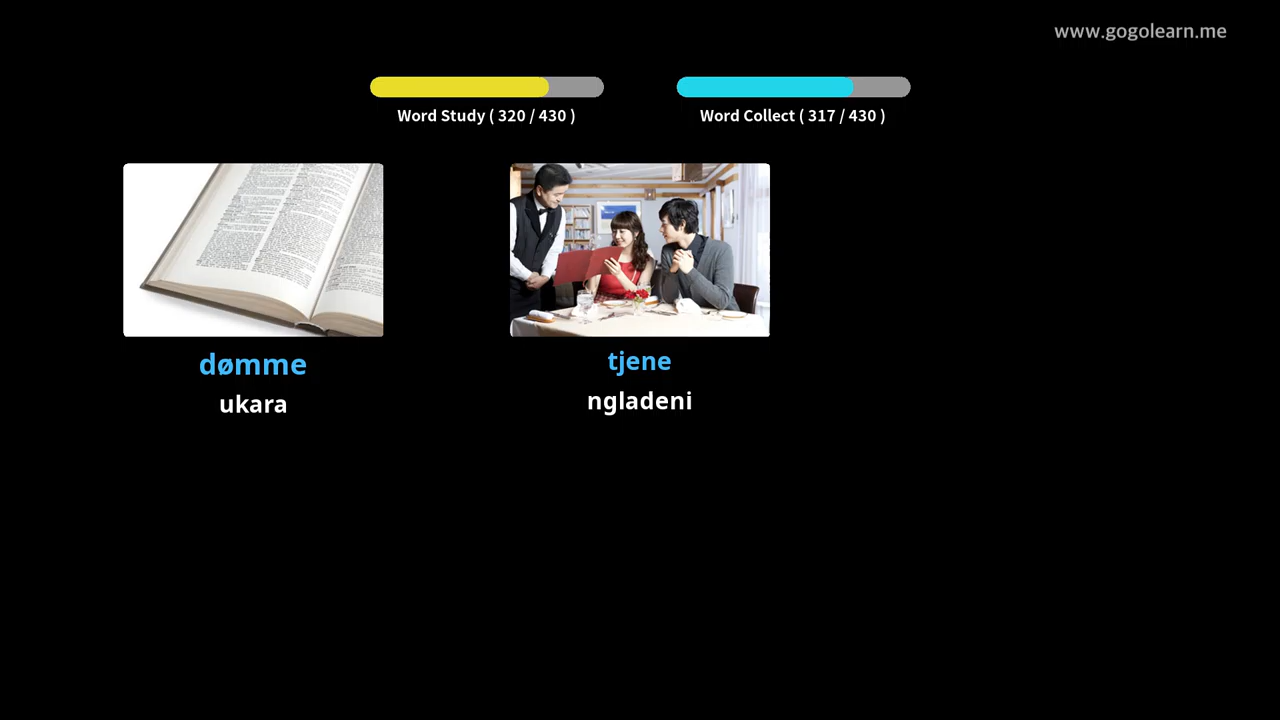 www.gogolearn.me
Word Study ( 320 / 430 )
Word Collect ( 317 / 430 )
dømme
ukara
tjene
ngladeni